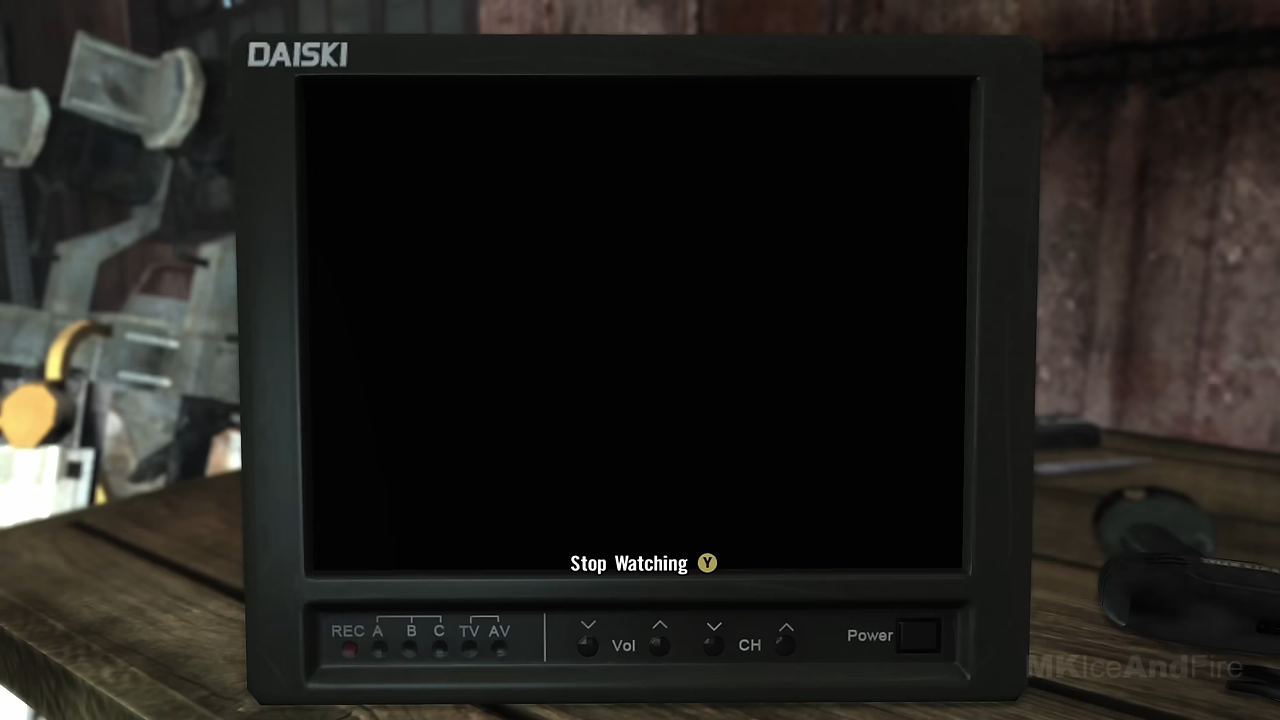 DAISKI
Stop Watching Y
REC A B C TV AV
Vol
CH
Power
MKIceAndFire